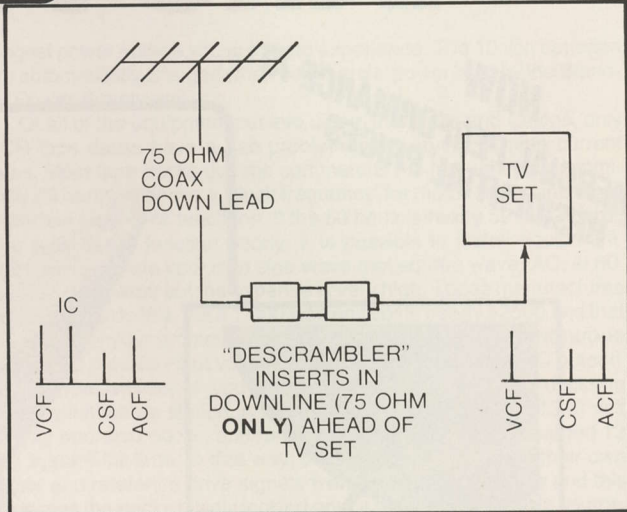 75 OHM
COAX
DOWN LEAD
TV
SET
IC
VCF
CSF
ACF
"DESCRAMBLER"
INSERTS IN
DOWNLINE (75 OHM
ONLY) AHEAD OF
TV SET
VCF
CSF
ACF